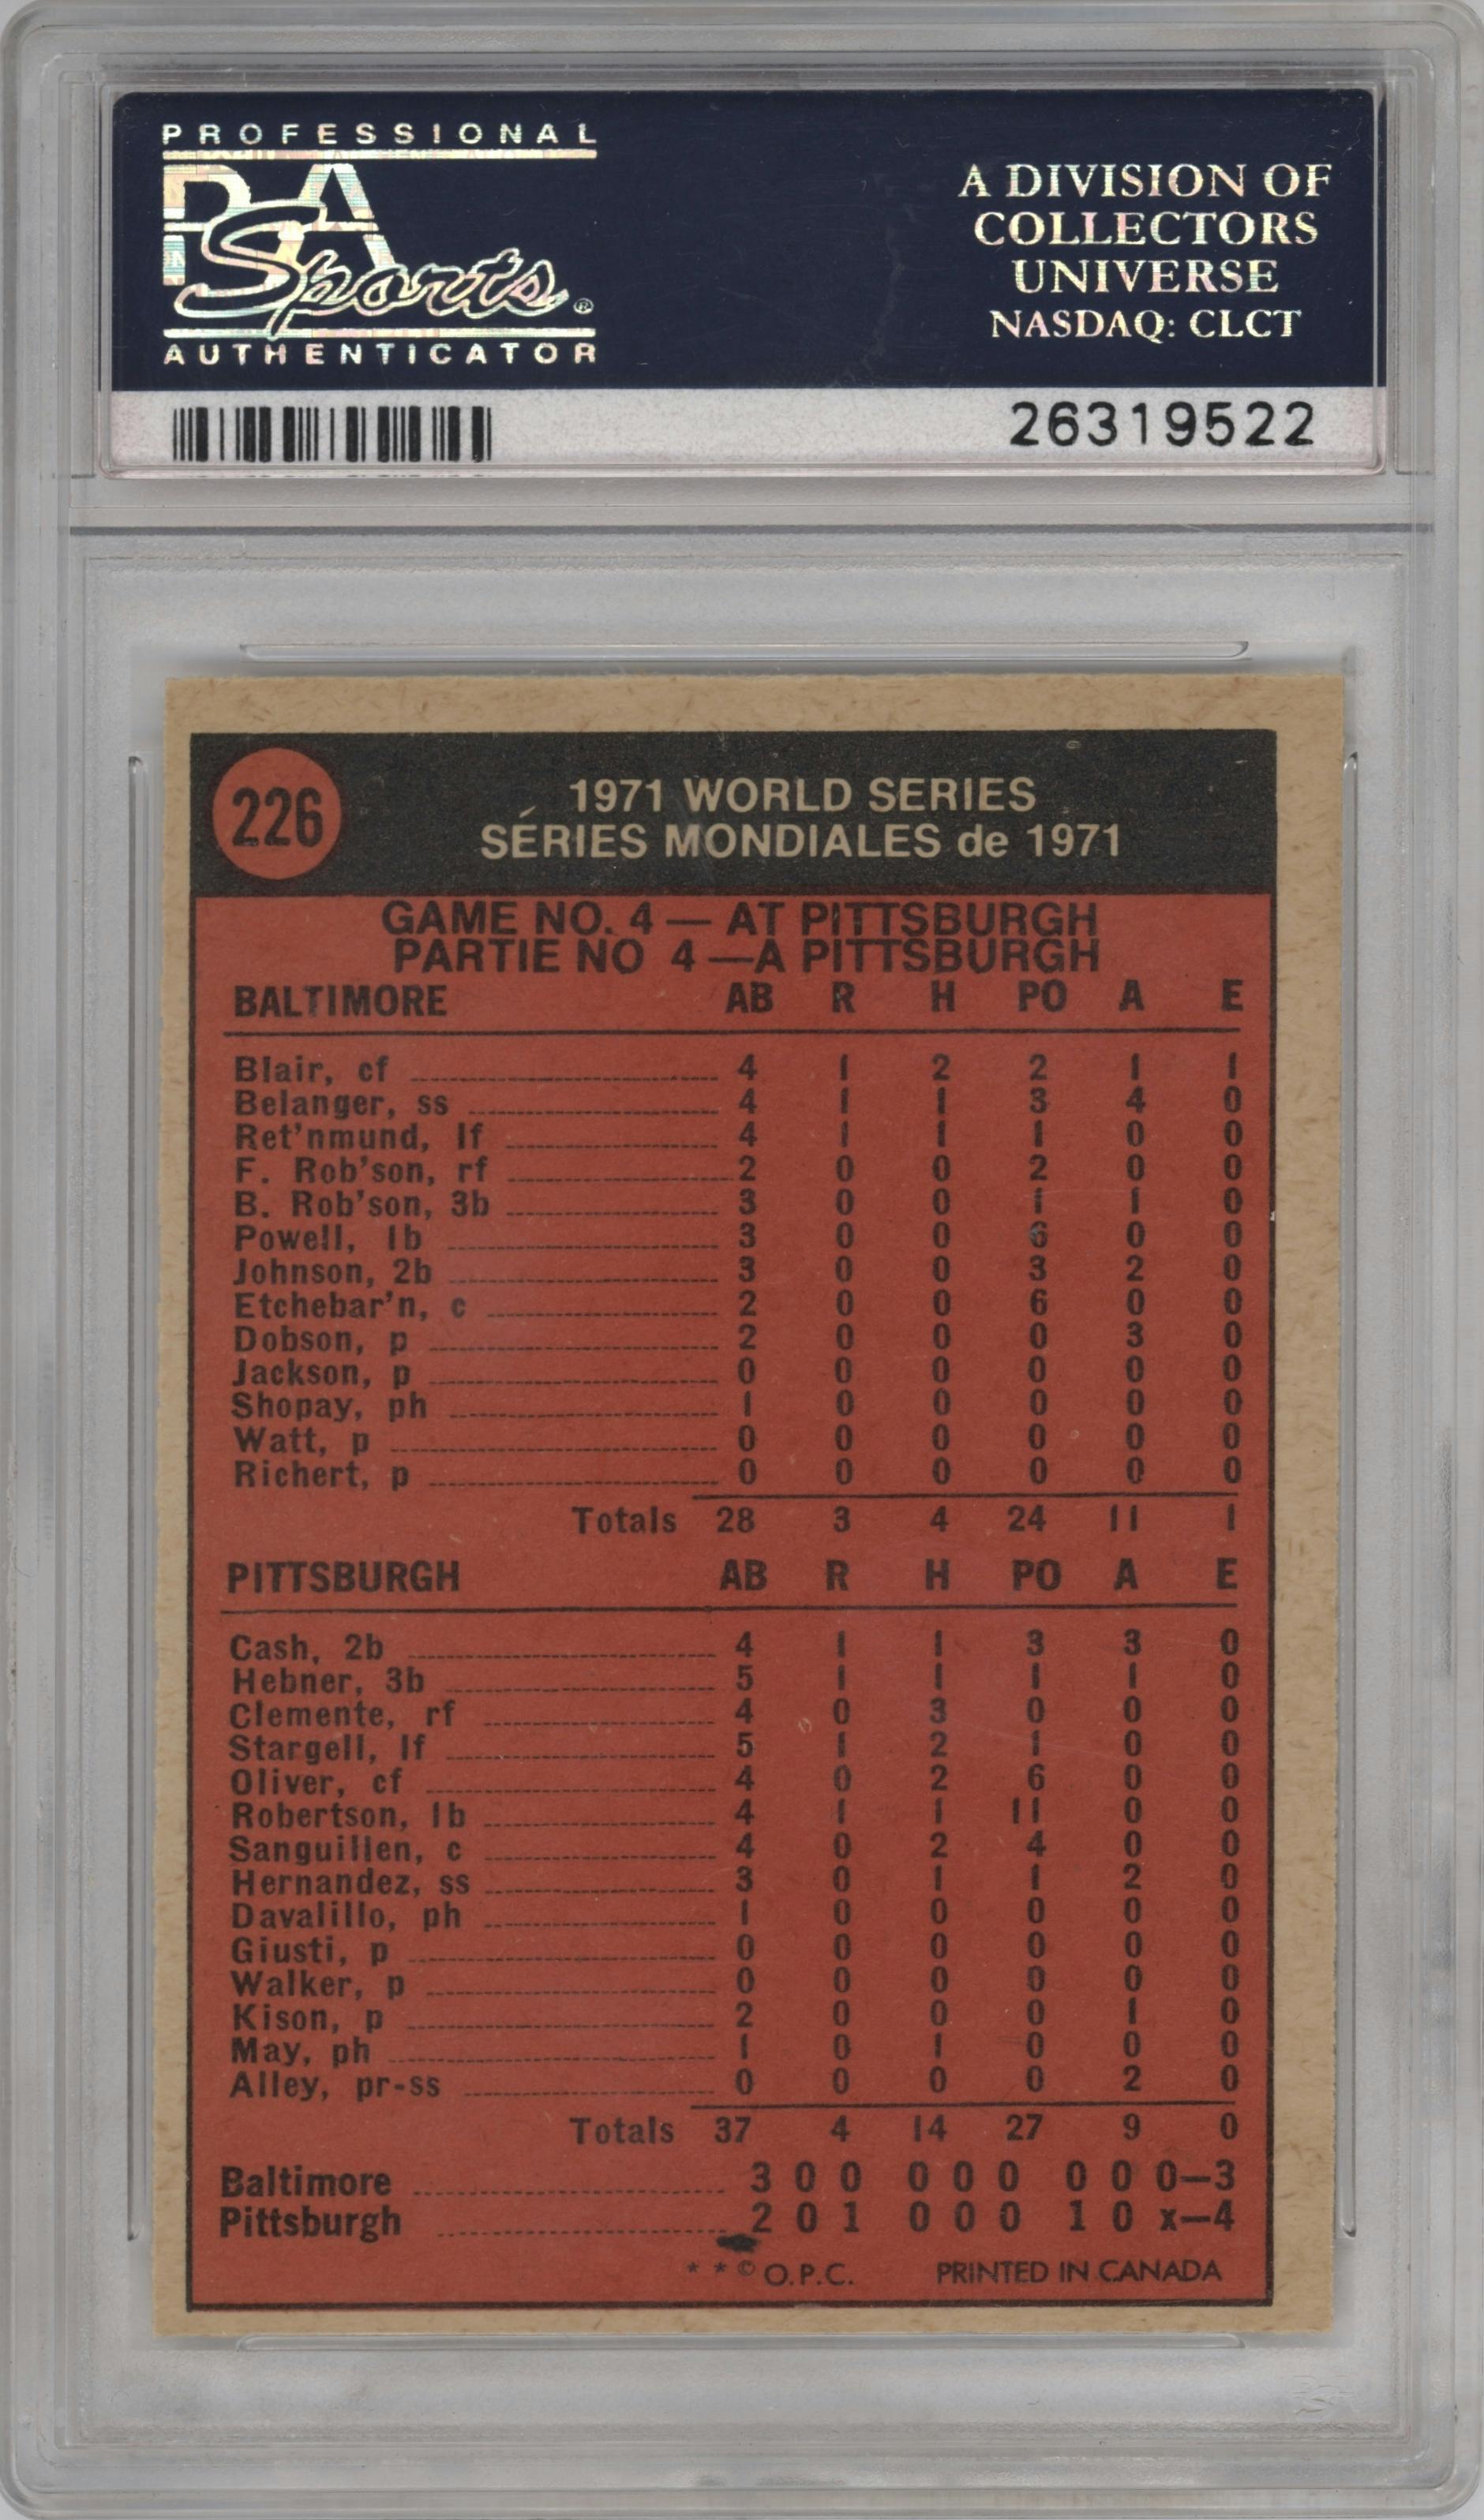 PROFESSIONAL
PSA
Sports®
AUTHENTICATOR
A DIVISION OF
COLLECTORS
UNIVERSE
NASDAQ: CLCT
26319522
226
1971 WORLD SERIES
SÉRIES MONDIALES de 1971
GAME NO. 4 — AT PITTSBURGH
PARTIE NO 4 —A PITTSBURGH
BALTIMORE AB R H PO A E
Blair, cf 4 1 2 2 1 1
Belanger, ss 4 1 1 3 4 0
Ret'nmund, lf 4 1 1 1 0 0
F. Rob'son, rf 2 0 0 2 0 0
B. Rob'son, 3b 3 0 0 1 1 0
Powell, 1b 3 0 0 6 0 0
Johnson, 2b 3 0 0 3 2 0
Etchebar'n, c 2 0 0 6 0 0
Dobson, p 2 0 0 0 3 0
Jackson, p 0 0 0 0 0 0
Shopay, ph 1 0 0 0 0 0
Watt, p 0 0 0 0 0 0
Richert, p 0 0 0 0 0 0
Totals 28 3 4 24 11 1
PITTSBURGH AB R H PO A E
Cash, 2b 4 1 1 3 3 0
Hebner, 3b 5 1 1 1 1 0
Clemente, rf 4 0 3 0 0 0
Stargell, lf 5 1 2 1 0 0
Oliver, cf 4 0 2 6 0 0
Robertson, 1b 4 1 1 11 0 0
Sanguillen, c 4 0 2 4 0 0
Hernandez, ss 3 0 1 1 2 0
Davalillo, ph 1 0 0 0 0 0
Giusti, p 0 0 0 0 0 0
Walker, p 0 0 0 0 0 0
Kison, p 2 0 0 0 1 0
May, ph 1 0 1 0 0 0
Alley, pr-ss 0 0 0 0 2 0
Totals 37 4 14 27 9 0
Baltimore 3 0 0 0 0 0 0 0 0—3
Pittsburgh 2 0 1 0 0 0 1 0 x—4
* * © O.P.C. PRINTED IN CANADA